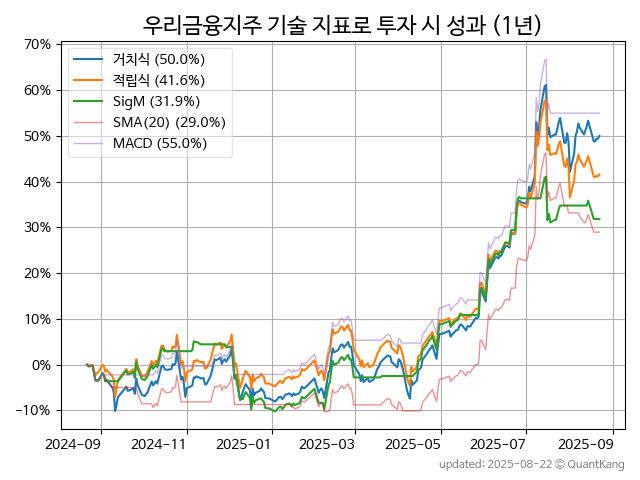 우리금융지주 기술 지표로 투자 시 성과 (1년)
70%
60%
50%
40%
30%
20%
10%
0%
−10%
거치식 (50.0%)
적립식 (41.6%)
SigM (31.9%)
SMA(20) (29.0%)
MACD (55.0%)
2024-09 2024-11 2025-01 2025-03 2025-05 2025-07 2025-09
updated: 2025-08-22 © QuantKang